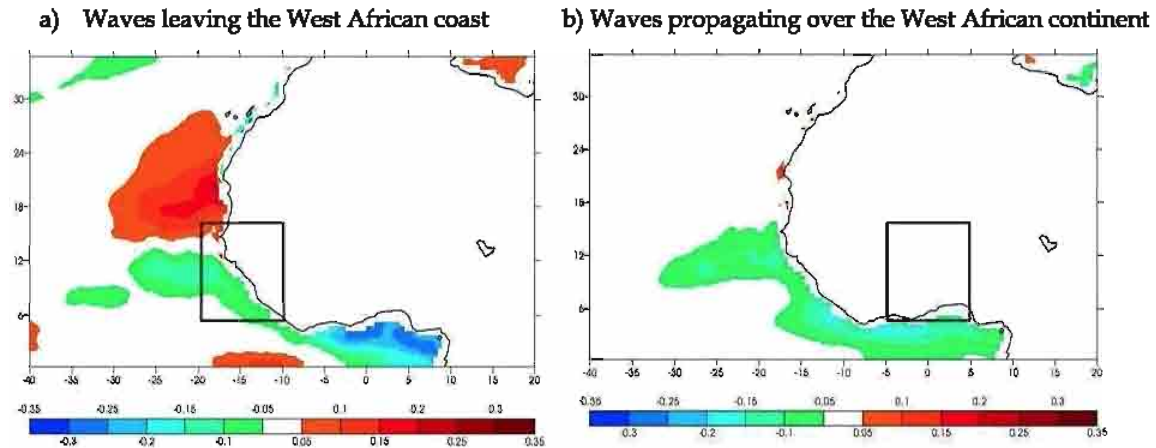 a) Waves leaving the West African coast
b) Waves propagating over the West African continent
30
24
18
12
6
-40 -35 -30 -25 -20 -15 -10 -5 0 5 10 15 20
-0.35 -0.25 -0.15 -0.05 0.1 0.2 0.3
-0.3 -0.2 -0.1 0.05 0.15 0.25 0.35
30
24
18
12
6
-40 -35 -30 -25 -20 -15 -10 -5 0 5 10 15 20
-0.35 -0.25 -0.15 -0.05 0.1 0.2 0.3
0.3 -0.2 -0.1 0.05 0.15 0.25 0.35